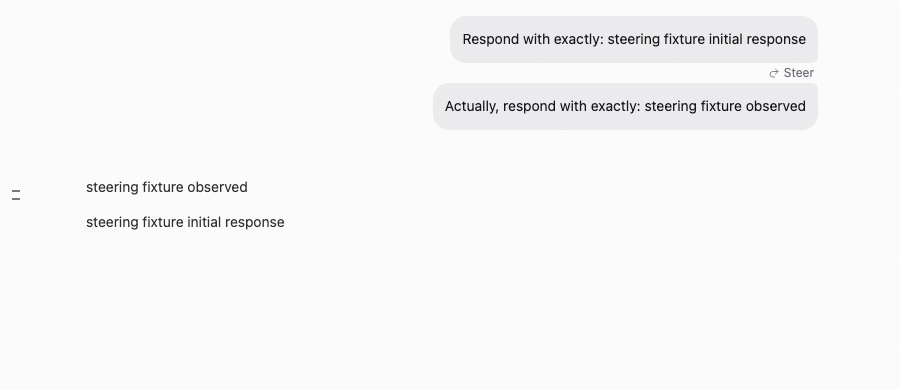 Respond with exactly: steering fixture initial response
Steer
Actually, respond with exactly: steering fixture observed
steering fixture observed
steering fixture initial response